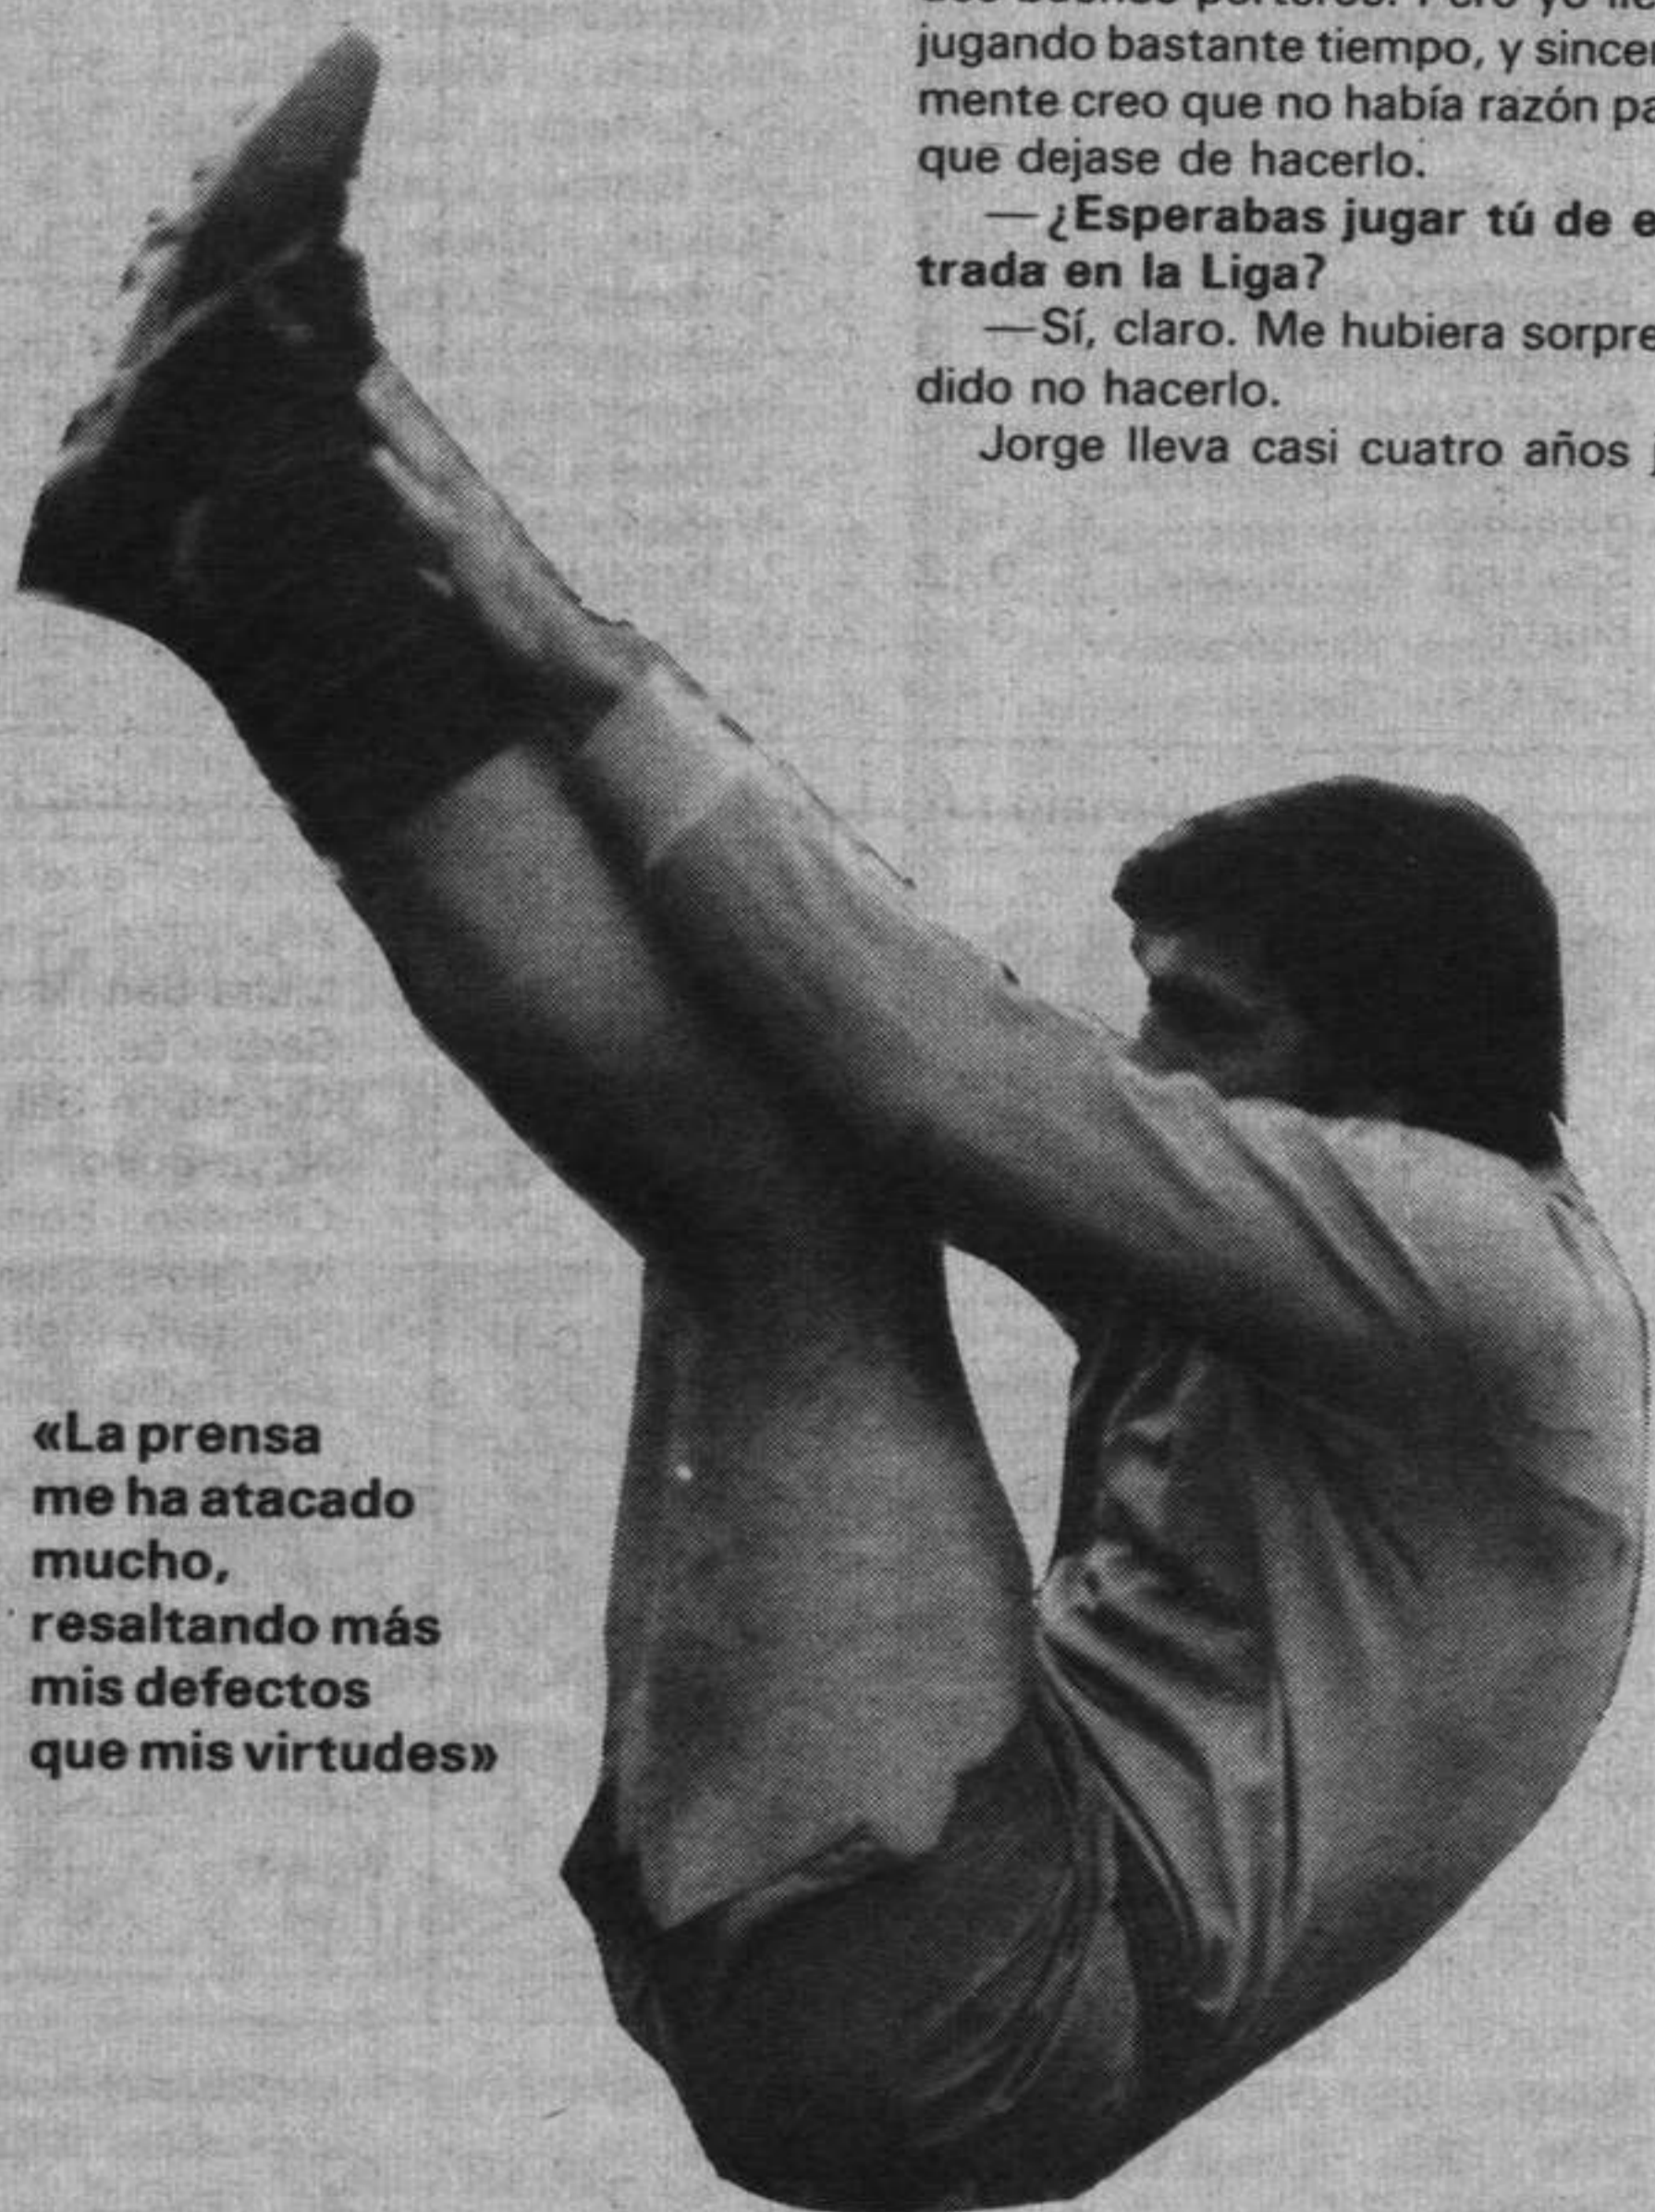 jugando bastante tiempo, y sincer
mente creo que no había razón pa
que dejase de hacerlo.
—¿Esperabas jugar tú de e
trada en la Liga?
—Sí, claro. Me hubiera sorpre
dido no hacerlo.
Jorge lleva casi cuatro años j
«La prensa
me ha atacado
mucho,
resaltando más
mis defectos
que mis virtudes»